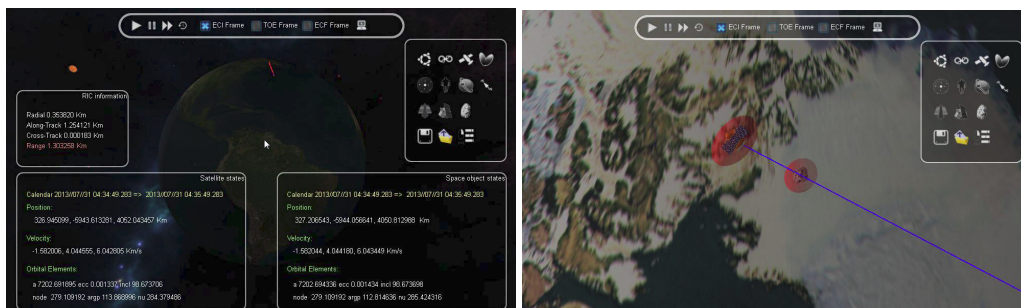 ECI Frame TOE Frame ECF Frame
RIC information
Radial 0.353820 Km
Along-Track 1.254121 Km
Cross-Track 0.000183 Km
Range 1.303258 Km
Satellite states
Calendar 2013//07//31 04:34:49.283 => 2013//07//31 04:35:49.283
Position:
326.945099, -5943.613281, 4052.043457 Km
Velocity:
-1.582006, 4.044555, 6.042805 Km/s
Orbital Elements:
a 7202.691895 ecc 0.001337 incl 98.673706
node 279.109192 argp 113.868996 nu 284.379486
Space object states
Calendar 2013//07//31 04:34:49.283 => 2013//07//31 04:35:49.283
Position:
327.206543, -5944.056641, 4050.812988 Km
Velocity:
-1.582044, 4.044180, 6.043449 Km/s
Orbital Elements:
a 7202.694336 ecc 0.001434 incl 98.673698
node 279.109192 argp 112.814636 nu 285.424316
ECI Frame TOE Frame ECF Frame